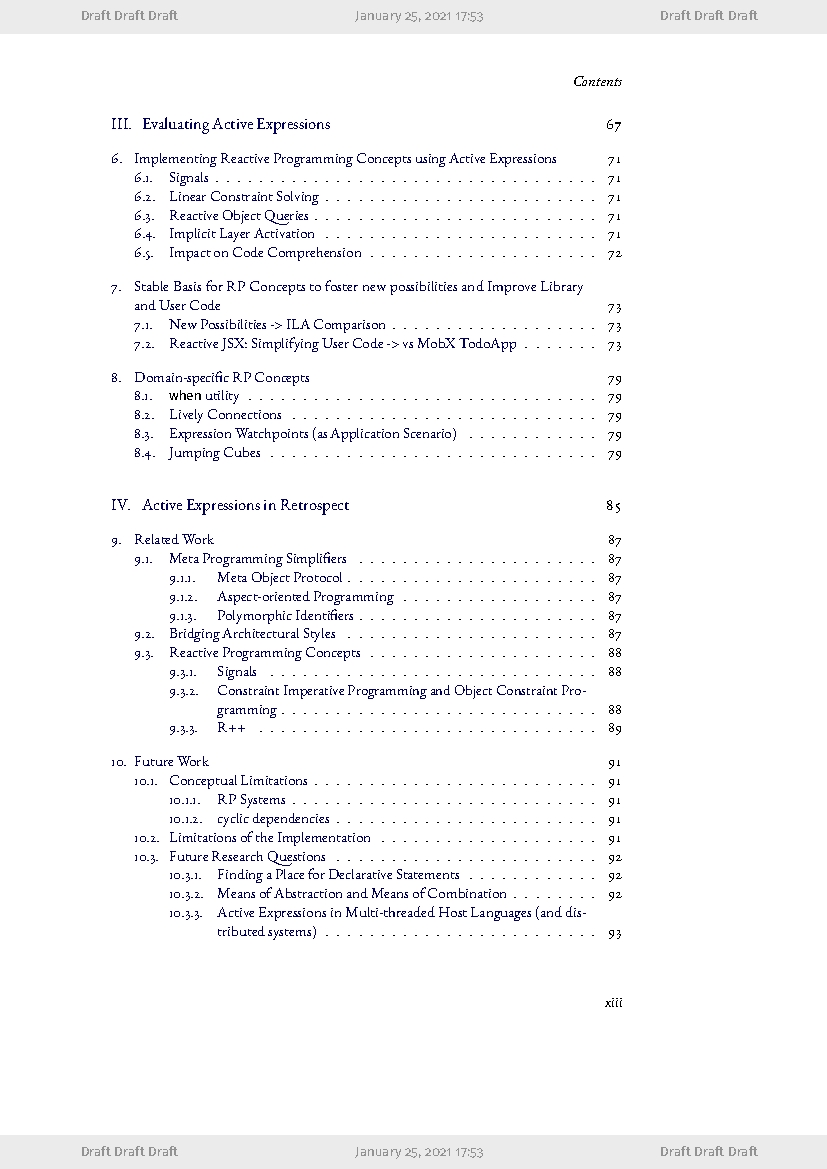 Draft Draft Draft January 25, 2021 17:53 Draft Draft Draft
Contents
III. Evaluating Active Expressions 67
6. Implementing Reactive Programming Concepts using Active Expressions 71
6.1. Signals . . . . . . . . . . . . . . . . . . . . . . . . . . . . . . . . . . . 71
6.2. Linear Constraint Solving . . . . . . . . . . . . . . . . . . . . . . . . . 71
6.3. Reactive Object Queries . . . . . . . . . . . . . . . . . . . . . . . . . . 71
6.4. Implicit Layer Activation . . . . . . . . . . . . . . . . . . . . . . . . . 71
6.5. Impact on Code Comprehension . . . . . . . . . . . . . . . . . . . . . 72
7. Stable Basis for RP Concepts to foster new possibilities and Improve Library
and User Code 73
7.1. New Possibilities -> ILA Comparison . . . . . . . . . . . . . . . . . . . 73
7.2. Reactive JSX: Simplifying User Code -> vs MobX TodoApp . . . . . . . 73
8. Domain-specific RP Concepts 79
8.1. when utility . . . . . . . . . . . . . . . . . . . . . . . . . . . . . . . . 79
8.2. Lively Connections . . . . . . . . . . . . . . . . . . . . . . . . . . . . 79
8.3. Expression Watchpoints (as Application Scenario) . . . . . . . . . . . . 79
8.4. Jumping Cubes . . . . . . . . . . . . . . . . . . . . . . . . . . . . . . 79
IV. Active Expressions in Retrospect 85
9. Related Work 87
9.1. Meta Programming Simplifiers . . . . . . . . . . . . . . . . . . . . . . 87
9.1.1. Meta Object Protocol . . . . . . . . . . . . . . . . . . . . . . . 87
9.1.2. Aspect-oriented Programming . . . . . . . . . . . . . . . . . . 87
9.1.3. Polymorphic Identifiers . . . . . . . . . . . . . . . . . . . . . . 87
9.2. Bridging Architectural Styles . . . . . . . . . . . . . . . . . . . . . . . 87
9.3. Reactive Programming Concepts . . . . . . . . . . . . . . . . . . . . . 88
9.3.1. Signals . . . . . . . . . . . . . . . . . . . . . . . . . . . . . . 88
9.3.2. Constraint Imperative Programming and Object Constraint Pro-
gramming . . . . . . . . . . . . . . . . . . . . . . . . . . . . . 88
9.3.3. R++ . . . . . . . . . . . . . . . . . . . . . . . . . . . . . . . 89
10. Future Work 91
10.1. Conceptual Limitations . . . . . . . . . . . . . . . . . . . . . . . . . . 91
10.1.1. RP Systems . . . . . . . . . . . . . . . . . . . . . . . . . . . . 91
10.1.2. cyclic dependencies . . . . . . . . . . . . . . . . . . . . . . . . 91
10.2. Limitations of the Implementation . . . . . . . . . . . . . . . . . . . . 91
10.3. Future Research Questions . . . . . . . . . . . . . . . . . . . . . . . . 92
10.3.1. Finding a Place for Declarative Statements . . . . . . . . . . . . 92
10.3.2. Means of Abstraction and Means of Combination . . . . . . . . 92
10.3.3. Active Expressions in Multi-threaded Host Languages (and dis-
tributed systems) . . . . . . . . . . . . . . . . . . . . . . . . . 93
xiii
Draft Draft Draft January 25, 2021 17:53 Draft Draft Draft